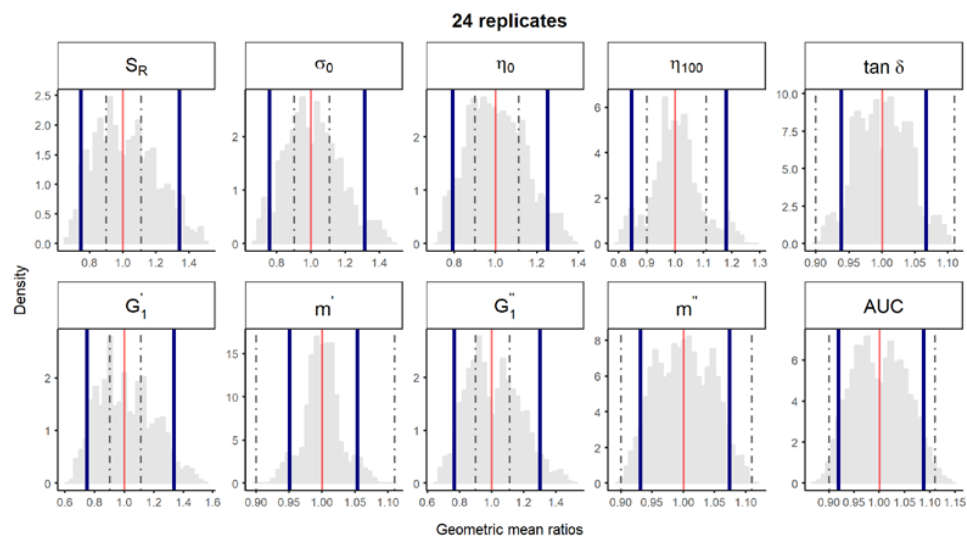 24 replicates
S_R σ_0 η_0 η_100 tan δ
2.5 2.0 1.5 1.0 0.5 0.0
0.8 1.0 1.2 1.4
2 1 0
0.8 1.0 1.2 1.4
2 1 0
0.8 1.0 1.2 1.4
6 4 2 0
0.8 0.9 1.0 1.1 1.2 1.3
10.0 7.5 5.0 2.5 0.0
0.90 0.95 1.00 1.05 1.10
Density
G_1' m' G_1'' m'' AUC
2 1 0
0.6 0.8 1.0 1.2 1.4 1.6
15 10 5 0
0.90 0.95 1.00 1.05 1.10
2 1 0
0.6 0.8 1.0 1.2 1.4
8 6 4 2 0
0.90 0.95 1.00 1.05 1.10
6 4 2 0
0.90 0.95 1.00 1.05 1.10 1.15
Geometric mean ratios